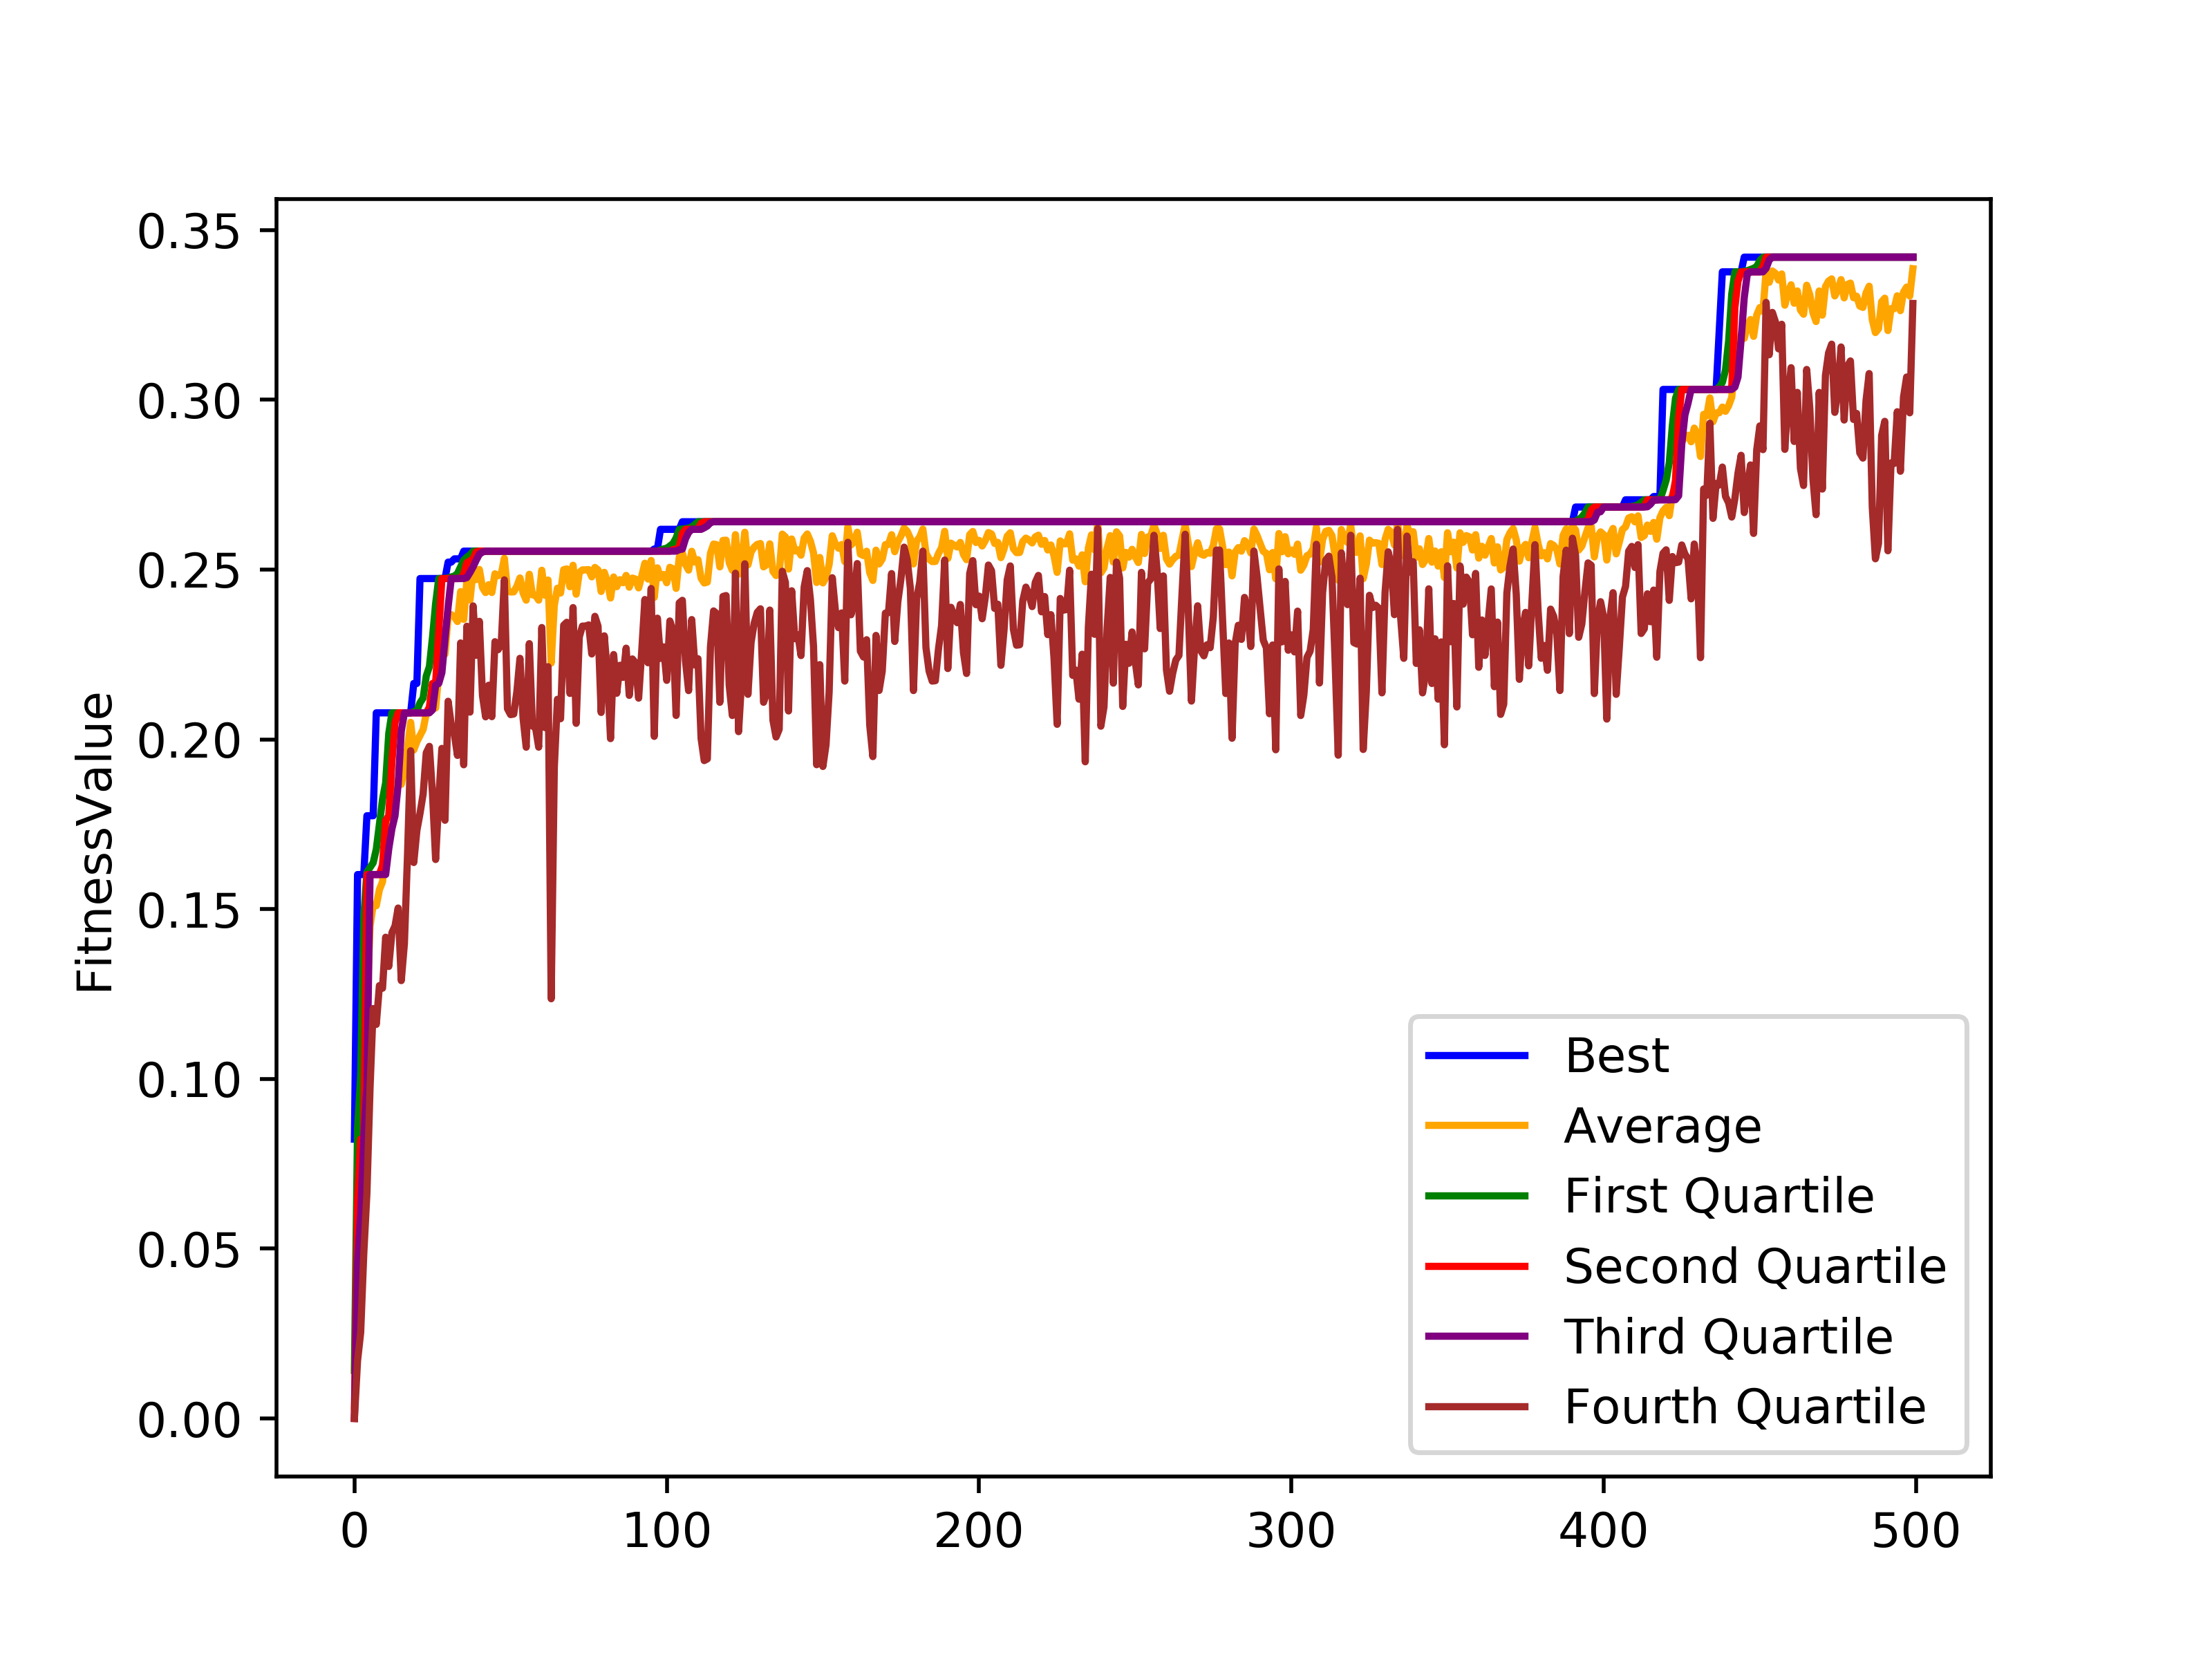 0.35
0.30
0.25
0.20
0.15
0.10
0.05
0.00
FitnessValue
0 100 200 300 400 500
Best
Average
First Quartile
Second Quartile
Third Quartile
Fourth Quartile